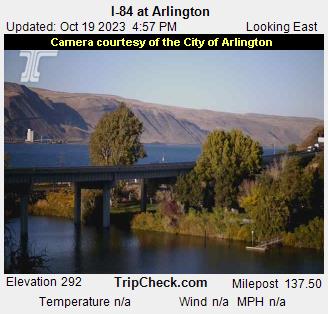 I-84 at Arlington
Updated: Oct 19 2023 4:57 PM Looking East
Camera courtesy of the City of Arlington
Elevation 292 TripCheck.com Milepost 137.50
Temperature n/a Wind n/a MPH n/a